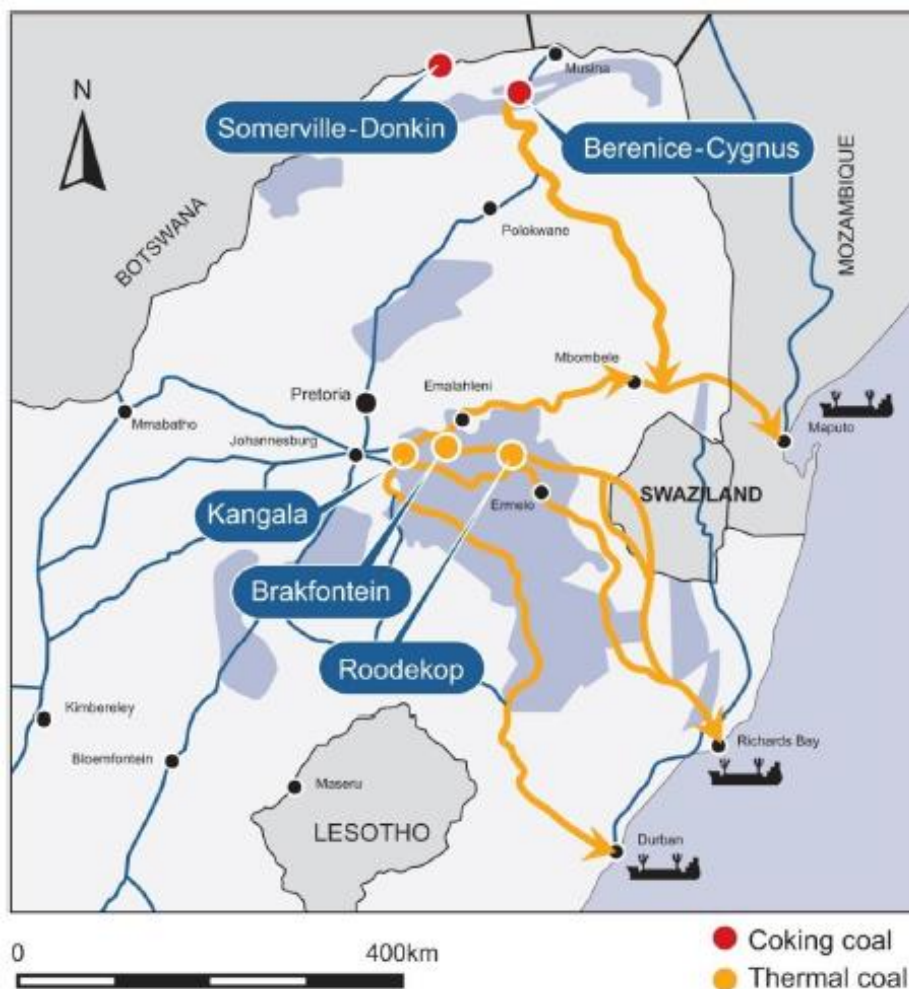 N
Musina
Somerville-Donkin
Berenice-Cygnus
BOTSWANA
MOZAMBIQUE
Polokwane
Mbombele
Pretoria
Emalahleni
Mmabatho
Johannesburg
Maputo
Kangala
Ermelo
SWAZILAND
Brakfontein
Roodekop
Kimbereley
Richards Bay
Bloemfontein
Maseru
LESOTHO
Durban
0 400km
Coking coal
Thermal coal